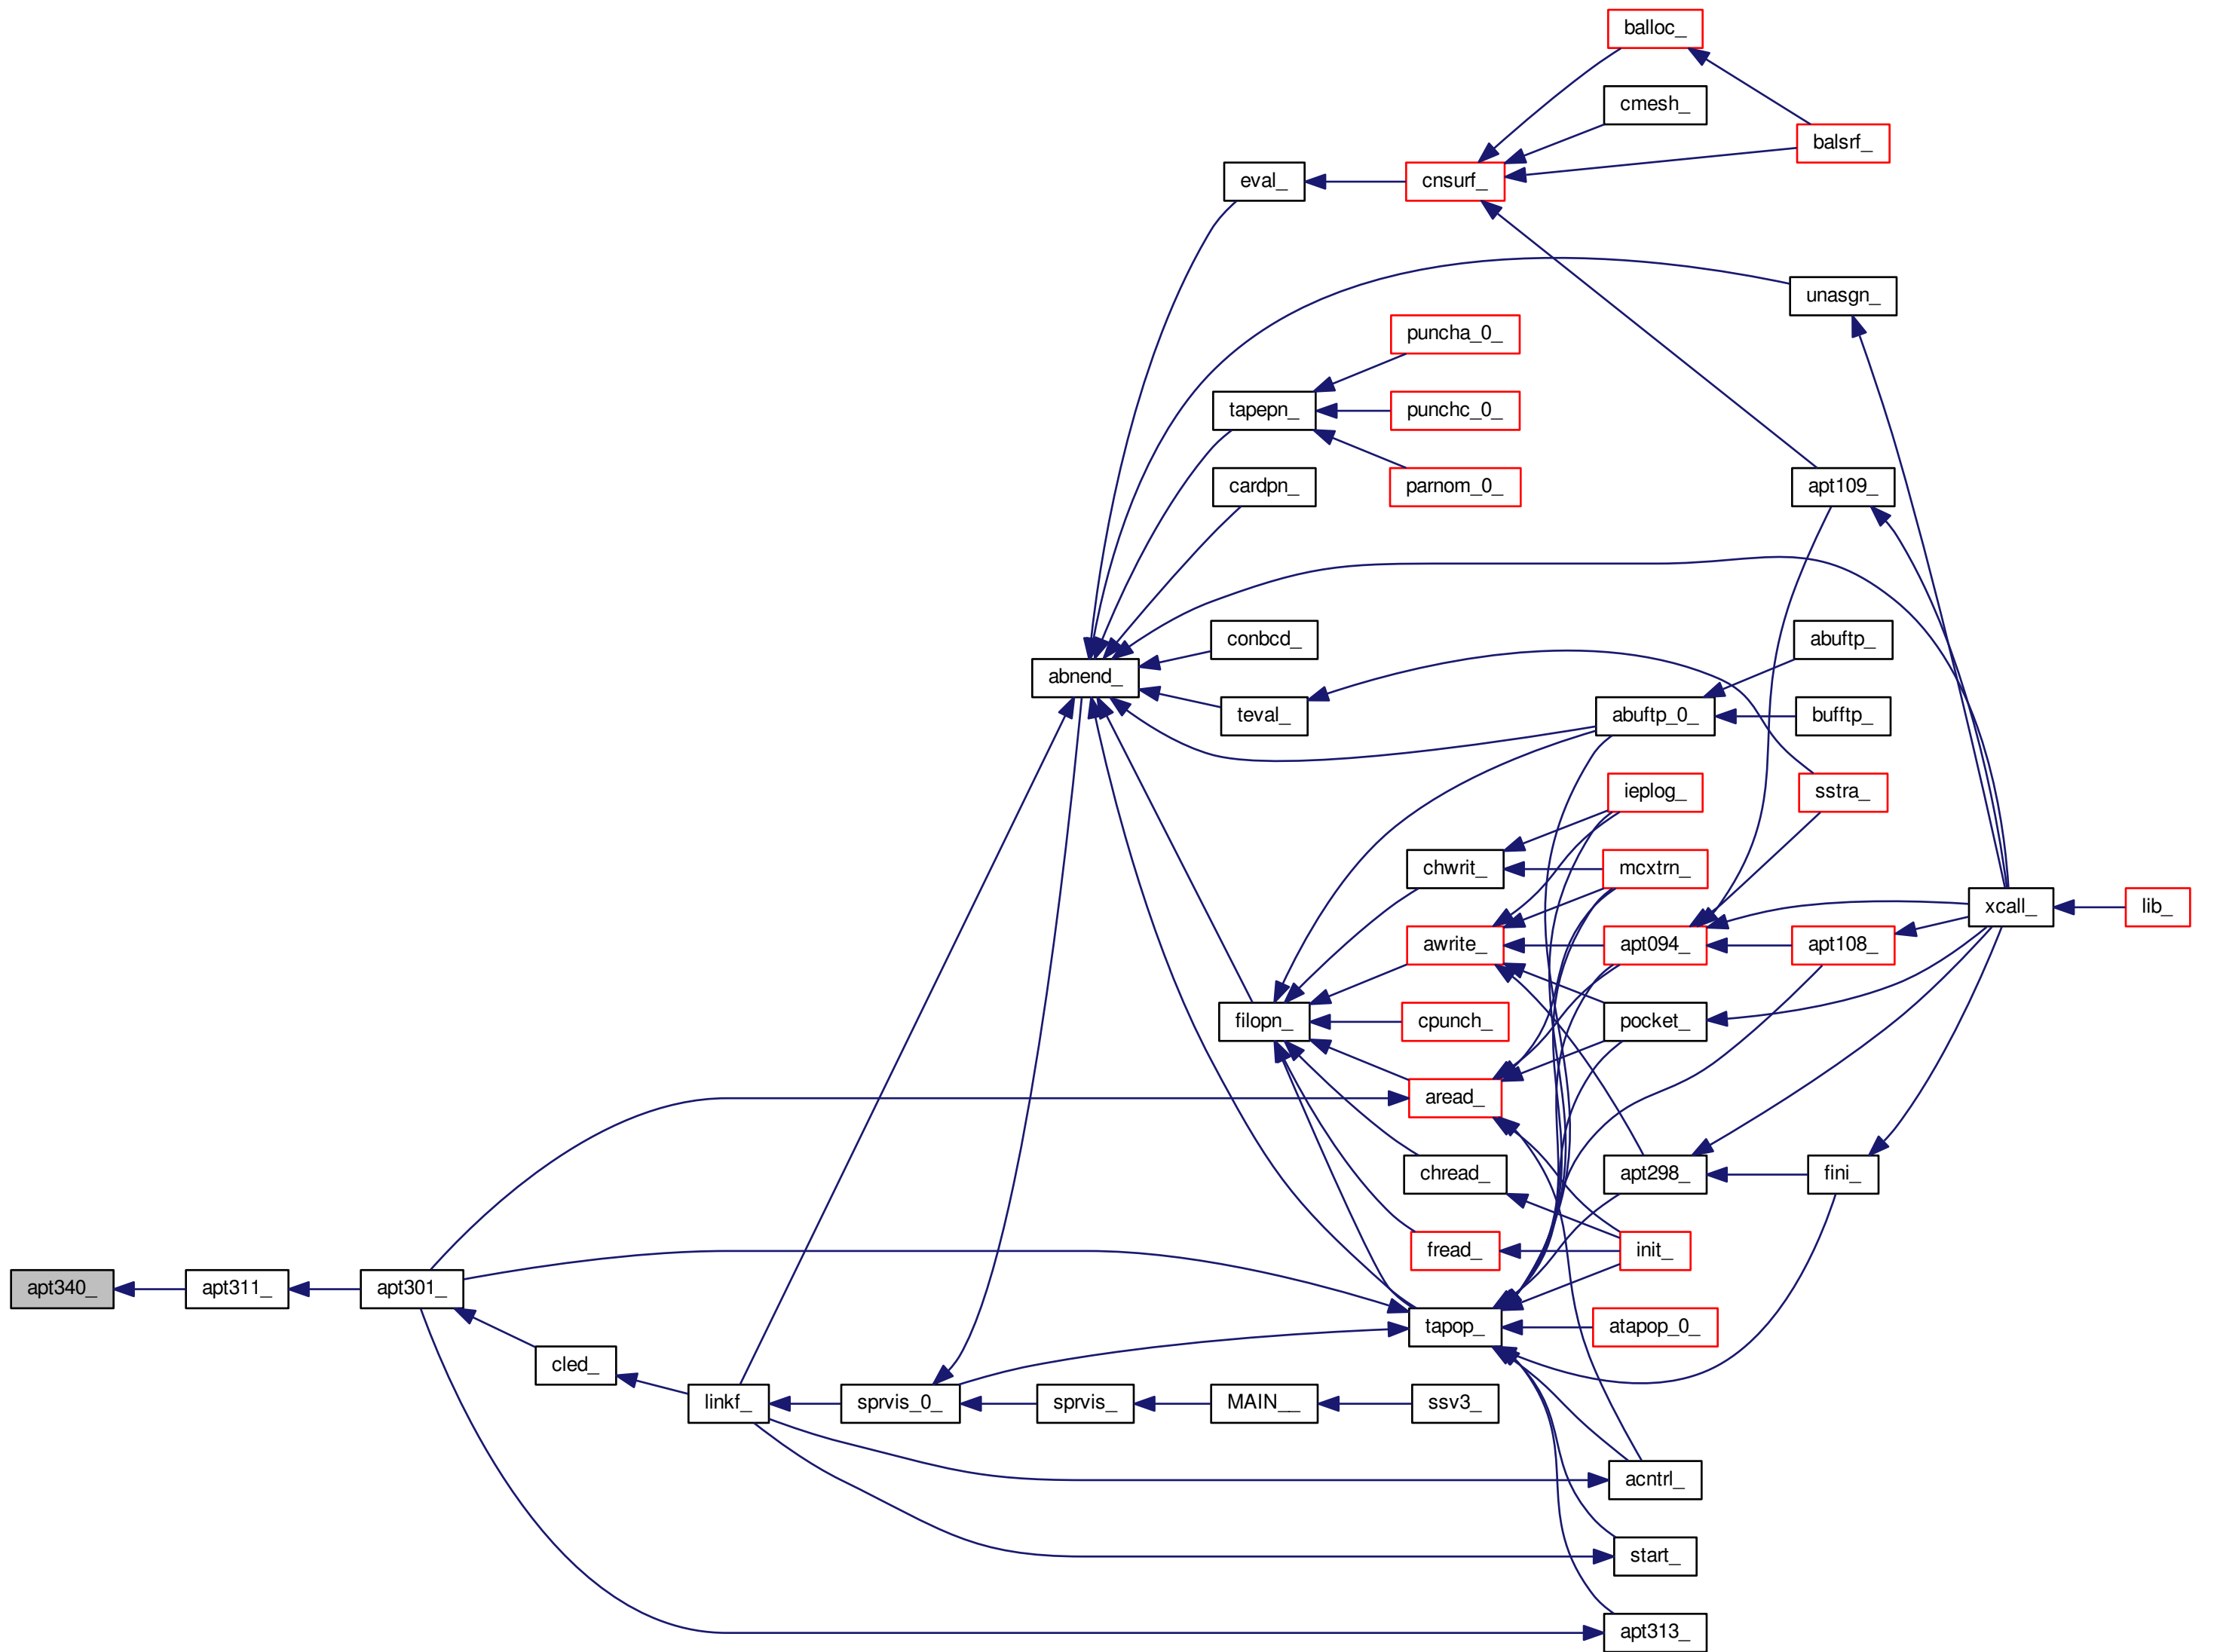 balloc_
cmesh_
balsrf_
eval_
cnsurf_
unasgn_
puncha_0_
tapepn_
punchc_0_
cardpn_
parnom_0_
apt109_
conbcd_
abuftp_
abnend_
teval_
abuftp_0_
bufftp_
ieplog_
sstra_
chwrit_
mcxtrn_
xcall_
lib_
awrite_
apt094_
apt108_
filopn_
cpunch_
pocket_
aread_
chread_
apt298_
fini_
fread_
init_
apt340_
apt311_
apt301_
tapop_
atapop_0_
cled_
linkf_
sprvis_0_
sprvis_
MAIN__
ssv3_
acntrl_
start_
apt313_